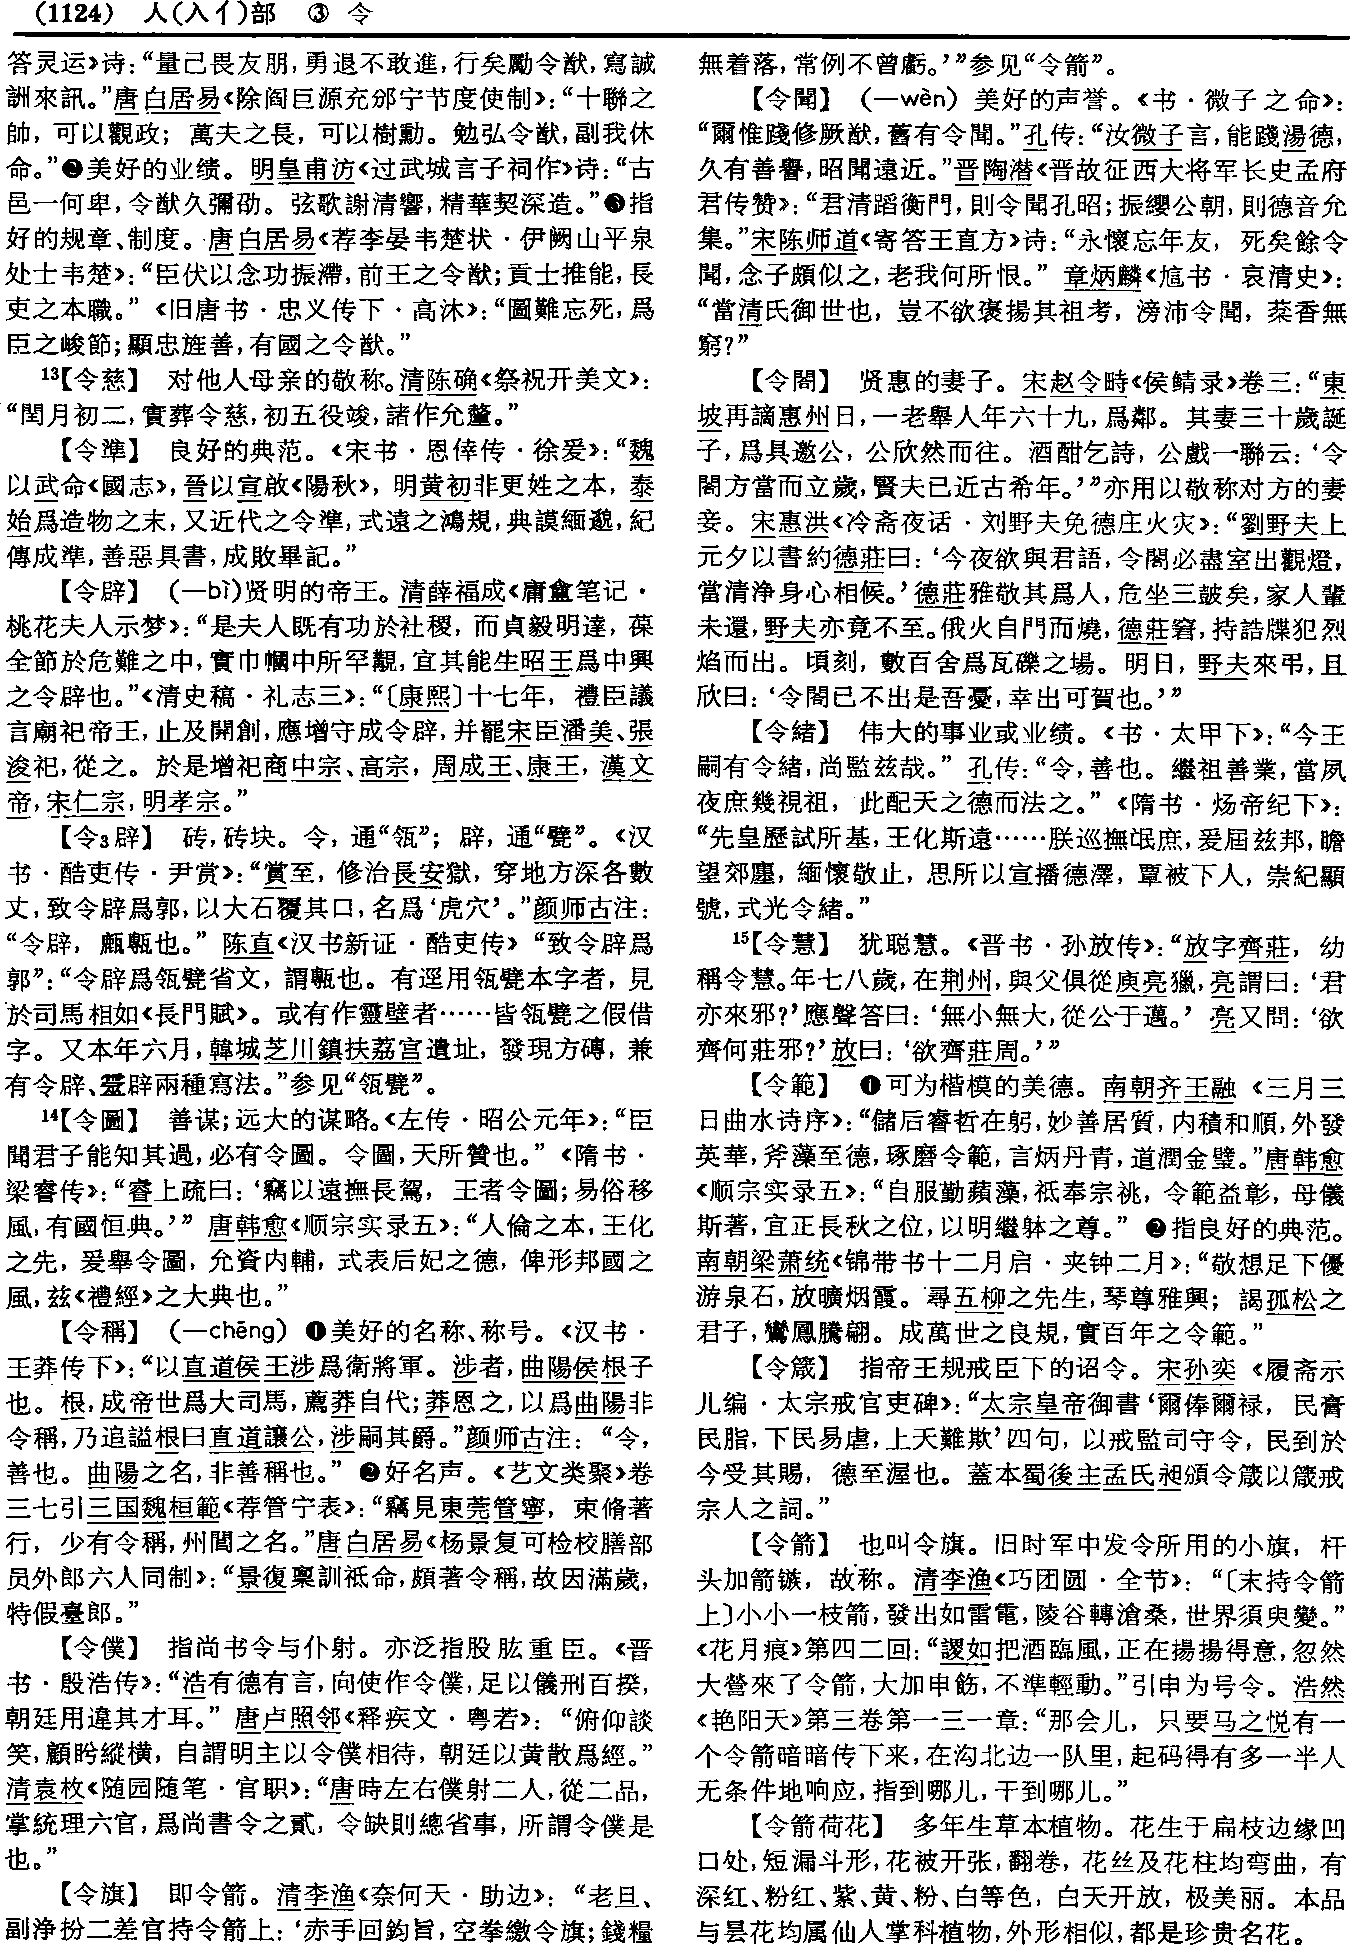 (1124) 人(入亻)部 ③ 令
答灵运》诗：“量己畏友朋，勇退不敢進，行矣勵令猷，寫誠
詶來訊。”唐白居易《除阎巨源充邠宁节度使制》：“十聯之
帥，可以觀政；萬夫之長，可以樹勳。勉弘令猷，副我休
命。”❷美好的业绩。明皇甫汸《过武城言子祠作》诗：“古
邑一何卑，令猷久彌劭。弦歌謝清響，精華契深造。”❸指
好的规章、制度。唐白居易《荐李晏韦楚状·伊阙山平泉
处士韦楚》：“臣伏以念功振滯，前王之令猷；貢士推能，長
吏之本職。”《旧唐书·忠义传下·高沐》：“圖難忘死，爲
臣之峻節；顯忠旌善，有國之令猷。”
13【令慈】 对他人母亲的敬称。清陈确《祭祝开美文》：
“閏月初二，實葬令慈，初五役竣，諸作允釐。”
【令準】 良好的典范。《宋书·恩倖传·徐爰》：“魏
以武命《國志》，晉以宣啟《陽秋》，明黄初非更姓之本，泰
始爲造物之末，又近代之令準，式遠之鴻規，典謨緬邈，紀
傳成準，善惡具書，成敗畢記。”
【令辟】 (—bì)贤明的帝王。清薛福成《庸盦笔记·
桃花夫人示梦》：“是夫人既有功於社稷，而貞毅明達，葆
全節於危難之中，實巾幗中所罕覯，宜其能生昭王爲中興
之令辟也。”《清史稿·礼志三》：“〔康熙〕十七年，禮臣議
言廟祀帝王，止及開創，應增守成令辟，并罷宋臣潘美、張
浚祀，從之。於是增祀商中宗、高宗，周成王、康王，漢文
帝，宋仁宗，明孝宗。”
【令3辟】 砖，砖块。令，通“瓴”；辟，通“甓”。《汉
书·酷吏传·尹赏》：“賞至，修治長安獄，穿地方深各數
丈，致令辟爲郭，以大石覆其口，名爲‘虎穴’。”颜师古注：
“令辟，甗甎也。”陈直《汉书新证·酷吏传》“致令辟爲
郭”：“令辟爲瓴甓省文，謂甎也。有逕用瓴甓本字者，見
於司馬相如《長門賦》。或有作靈壁者……皆瓴甓之假借
字。又本年六月，韓城芝川鎮扶荔宫遺址，發現方磚，兼
有令辟、𩆜辟兩種寫法。”参见“瓴甓”。
14【令圖】 善谋；远大的谋略。《左传·昭公元年》：“臣
聞君子能知其過，必有令圖。令圖，天所贊也。”《隋书·
梁睿传》：“睿上疏曰：‘竊以遠撫長駕，王者令圖；易俗移
風，有國恒典。’”唐韩愈《顺宗实录五》：“人倫之本，王化
之先，爰舉令圖，允資内輔，式表后妃之德，俾形邦國之
風，兹《禮經》之大典也。”
【令稱】 (—chēng) ❶美好的名称、称号。《汉书·
王莽传下》：“以直道侯王涉爲衛將軍。涉者，曲陽侯根子
也。根，成帝世爲大司馬，薦莽自代；莽恩之，以爲曲陽非
令稱，乃追謚根曰直道讓公，涉嗣其爵。”颜师古注：“令，
善也。曲陽之名，非善稱也。”❷好名声。《艺文类聚》卷
三七引三国魏桓範《荐管宁表》：“竊見東莞管寧，束脩著
行，少有令稱，州閭之名。”唐白居易《杨景复可检校膳部
员外郎六人同制》：“景復稟訓祗命，頗著令稱，故因滿歲，
特假臺郎。”
【令僕】 指尚书令与仆射。亦泛指股肱重臣。《晋
书·殷浩传》：“浩有德有言，向使作令僕，足以儀刑百揆，
朝廷用違其才耳。”唐卢照邻《释疾文·粤若》：“俯仰談
笑，顧盻縱横，自謂明主以令僕相待，朝廷以黄散爲經。”
清袁枚《随园随笔·官职》：“唐時左右僕射二人，從二品，
掌統理六官，爲尚書令之貳，令缺則總省事，所謂令僕是
也。”
【令旗】 即令箭。清李渔《奈何天·助边》：“老旦、
副净扮二差官持令箭上：‘赤手回鈞旨，空拳繳令旗；錢糧
無着落，常例不曾虧。’”参见“令箭”。
【令聞】 (—wèn) 美好的声誉。《书·微子之命》：
“爾惟踐修厥猷，舊有令聞。”孔传：“汝微子言，能踐湯德，
久有善譽，昭聞遠近。”晋陶潜《晋故征西大将军长史孟府
君传赞》：“君清蹈衡門，則令聞孔昭；振纓公朝，則德音允
集。”宋陈师道《寄答王直方》诗：“永懷忘年友，死矣餘令
聞，念子頗似之，老我何所恨。”章炳麟《訄书·哀清史》：
“當清氏御世也，豈不欲褒揚其祖考，滂沛令聞，菜香無
窮？”
【令閤】 贤惠的妻子。宋赵令畤《侯鲭录》卷三：“東
坡再謫惠州日，一老舉人年六十九，爲鄰。其妻三十歲誕
子，爲具邀公，公欣然而往。酒酣乞詩，公戲一聯云：‘令
閤方當而立歲，賢夫已近古希年。’”亦用以敬称对方的妻
妾。宋惠洪《冷斋夜话·刘野夫免德庄火灾》：“劉野夫上
元夕以書約德莊曰：‘今夜欲與君語，令閤必盡室出觀燈，
當清浄身心相候。’德莊雅敬其爲人，危坐三鼓矣，家人輩
未還，野夫亦竟不至。俄火自門而燒，德莊窘，持誥牒犯烈
焰而出。頃刻，數百舍爲瓦礫之場。明日，野夫來弔，且
欣曰：‘令閤已不出是吾憂，幸出可賀也。’”
【令緒】 伟大的事业或业绩。《书·太甲下》：“今王
嗣有令緒，尚監兹哉。”孔传：“令，善也。繼祖善業，當夙
夜庶幾視祖，此配天之德而法之。”《隋书·炀帝纪下》：
“先皇歷試所基，王化斯遠……朕巡撫氓庶，爰屆兹邦，瞻
望郊廛，緬懷敬止，思所以宣播德澤，覃被下人，崇紀顯
號，式光令緒。”
15【令慧】 犹聪慧。《晋书·孙放传》：“放字齊莊，幼
稱令慧。年七八歲，在荆州，與父俱從庾亮獵，亮謂曰：‘君
亦來邪？’應聲答曰：‘無小無大，從公于邁。’亮又問：‘欲
齊何莊邪？’放曰：‘欲齊莊周。’”
【令範】 ❶可为楷模的美德。南朝齐王融《三月三
日曲水诗序》：“儲后睿哲在躬，妙善居質，内積和順，外發
英華，斧藻至德，琢磨令範，言炳丹青，道潤金璧。”唐韩愈
《顺宗实录五》：“自服勤蘋藻，祗奉宗祧，令範益彰，母儀
斯著，宜正長秋之位，以明繼躰之尊。”❷指良好的典范。
南朝梁萧统《锦带书十二月启·夹钟二月》：“敬想足下優
游泉石，放曠烟霞。尋五柳之先生，琴尊雅興；謁孤松之
君子，鸞鳳騰翩。成萬世之良規，實百年之令範。”
【令箴】 指帝王规戒臣下的诏令。宋孙奕《履斋示
儿编·太宗戒官吏碑》：“太宗皇帝御書‘爾俸爾禄，民膏
民脂，下民易虐，上天難欺’四句，以戒監司守令，民到於
今受其賜，德至渥也。蓋本蜀後主孟氏昶頒令箴以箴戒
宗人之詞。”
【令箭】 也叫令旗。旧时军中发令所用的小旗，杆
头加箭镞，故称。清李渔《巧团圆·全节》：“〔末持令箭
上〕小小一枝箭，發出如雷電，陵谷轉滄桑，世界須臾變。”
《花月痕》第四二回：“謖如把酒臨風，正在揚揚得意，忽然
大營來了令箭，大加申飭，不準輕動。”引申为号令。浩然
《艳阳天》第三卷第一三一章：“那会儿，只要马之悦有一
个令箭暗暗传下来，在沟北边一队里，起码得有多一半人
无条件地响应，指到哪儿，干到哪儿。”
【令箭荷花】 多年生草本植物。花生于扁枝边缘凹
口处，短漏斗形，花被开张，翻卷，花丝及花柱均弯曲，有
深红、粉红、紫、黄、粉、白等色，白天开放，极美丽。本品
与昙花均属仙人掌科植物，外形相似，都是珍贵名花。